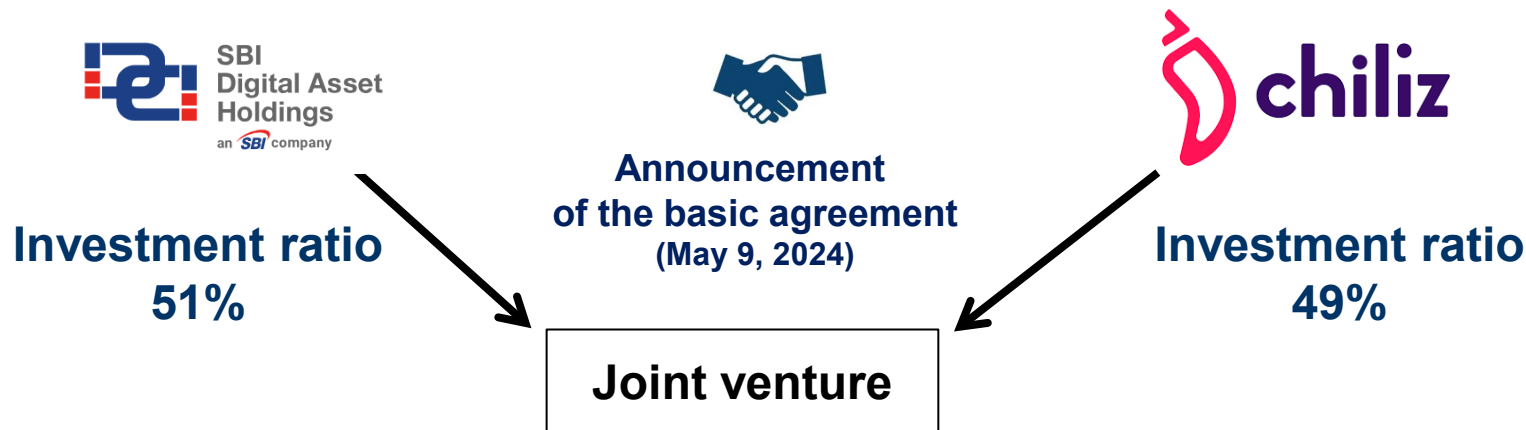 SBI
Digital Asset
Holdings
an SBI company
chiliz
Announcement
of the basic agreement
(May 9, 2024)
Investment ratio
51%
Investment ratio
49%
Joint venture